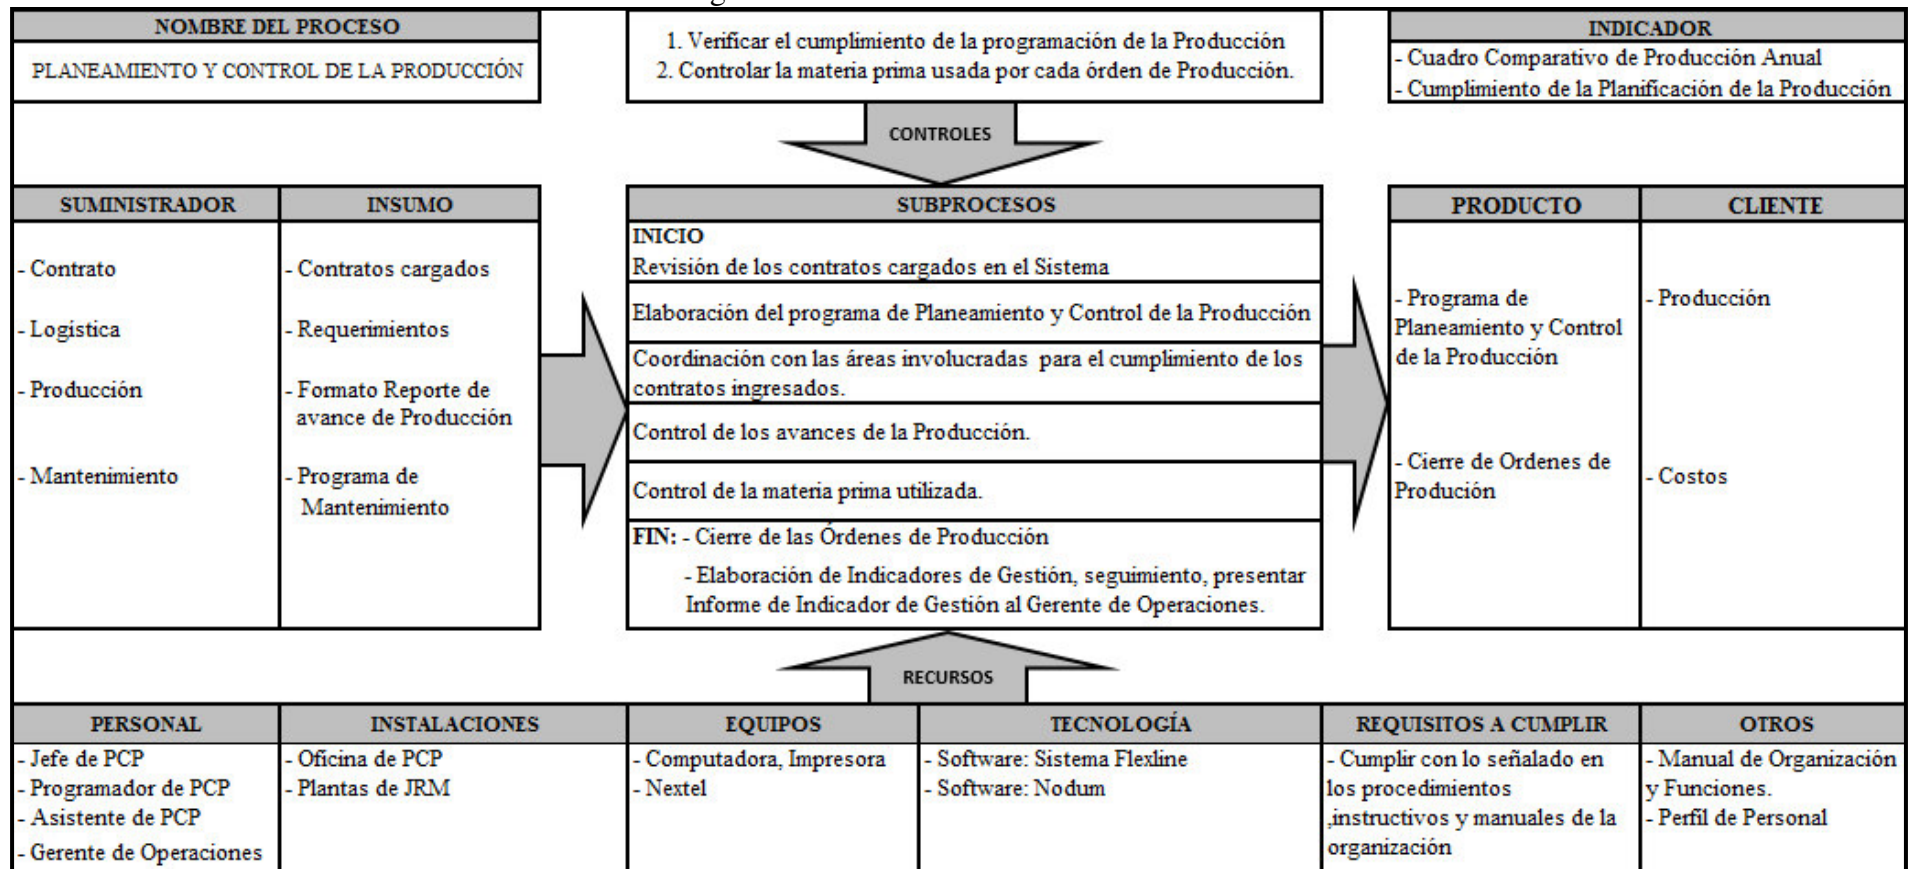 NOMBRE DEL PROCESO
PLANEAMIENTO Y CONTROL DE LA PRODUCCIÓN
1. Verificar el cumplimiento de la programación de la Producción
2. Controlar la materia prima usada por cada órden de Producción.
INDICADOR
- Cuadro Comparativo de Producción Anual
- Cumplimiento de la Planificación de la Producción
CONTROLES
SUMINISTRADOR
- Contrato
- Logística
- Producción
- Mantenimiento
INSUMO
- Contratos cargados
- Requerimientos
- Formato Reporte de
avance de Producción
- Programa de
Mantenimiento
SUBPROCESOS
INICIO
Revisión de los contratos cargados en el Sistema
Elaboración del programa de Planeamiento y Control de la Producción
Coordinación con las áreas involucradas para el cumplimiento de los
contratos ingresados.
Control de los avances de la Producción.
Control de la materia prima utilizada.
FIN: - Cierre de las Órdenes de Producción
- Elaboración de Indicadores de Gestión, seguimiento, presentar
Informe de Indicador de Gestión al Gerente de Operaciones.
PRODUCTO
- Programa de
Planeamiento y Control
de la Producción
- Cierre de Ordenes de
Produción
CLIENTE
- Producción
- Costos
RECURSOS
PERSONAL
- Jefe de PCP
- Programador de PCP
- Asistente de PCP
- Gerente de Operaciones
INSTALACIONES
- Oficina de PCP
- Plantas de JRM
EQUIPOS
- Computadora, Impresora
- Nextel
TECNOLOGÍA
- Software: Sistema Flexline
- Software: Nodum
REQUISITOS A CUMPLIR
- Cumplir con lo señalado en
los procedimientos
,instructivos y manuales de la
organización
OTROS
- Manual de Organización
y Funciones.
- Perfil de Personal